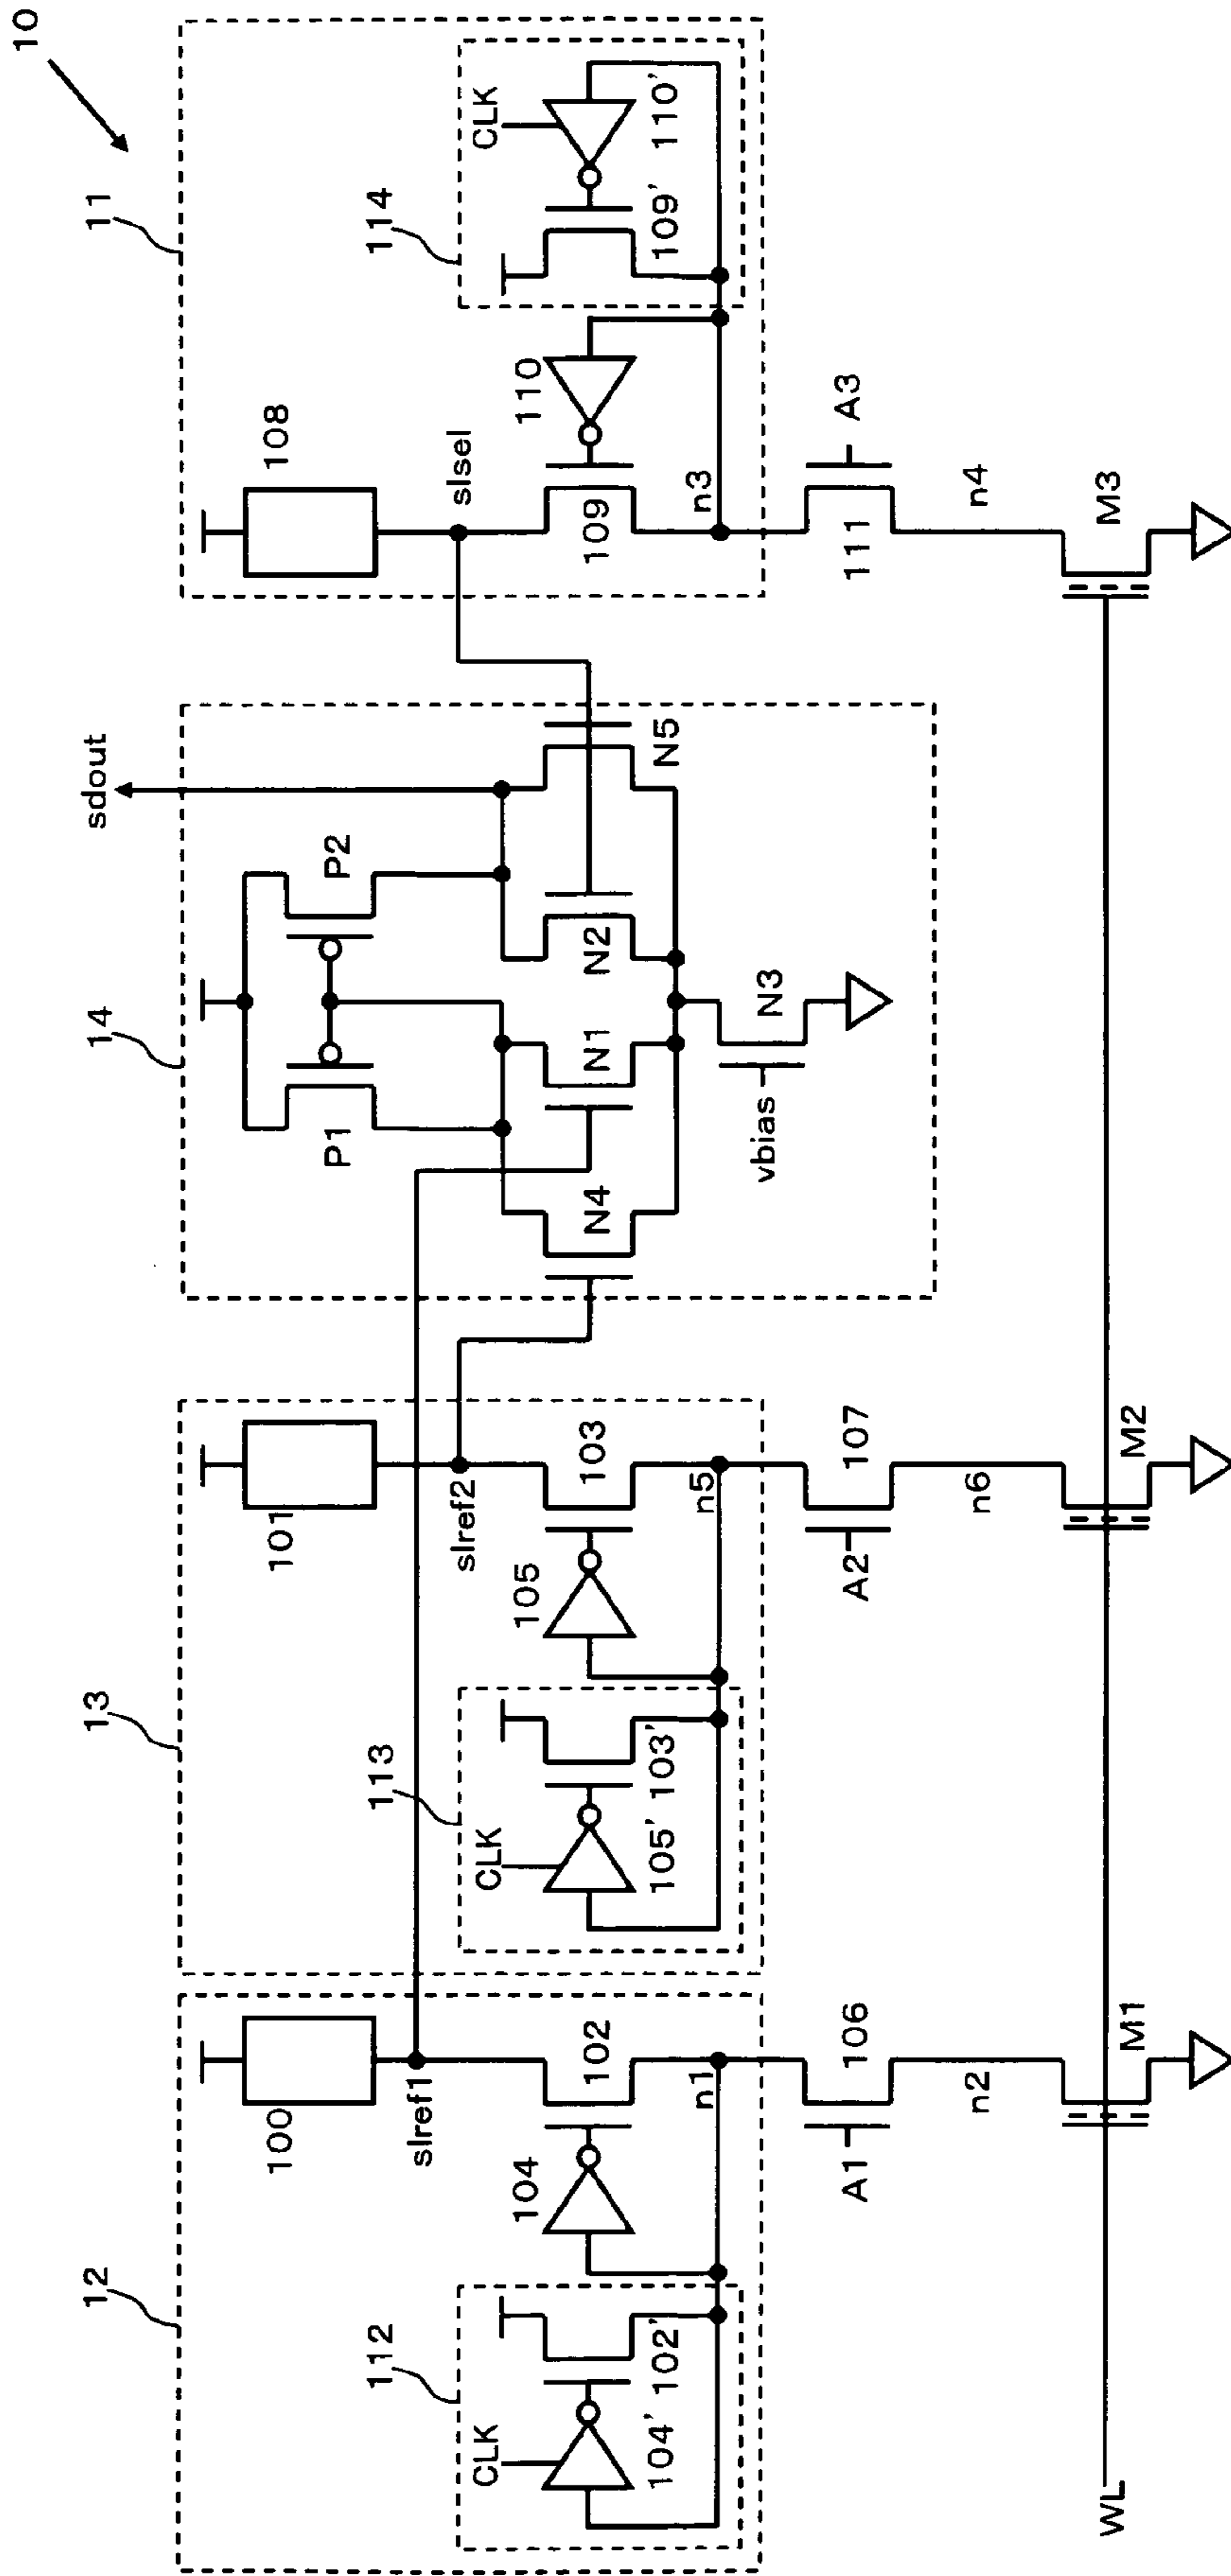 10
12
13
14
11
100
101
sdout
108
112
113
114
slref1
slref2
slsel
P1
P2
CLK
104'
102'
104
102
CLK
105'
103'
105
103
N4
N1
N2
N5
109
110
109'
110'
CLK
n1
n5
vbias
N3
n3
A1
106
A2
107
111
A3
n2
n6
n4
M1
M2
M3
WL